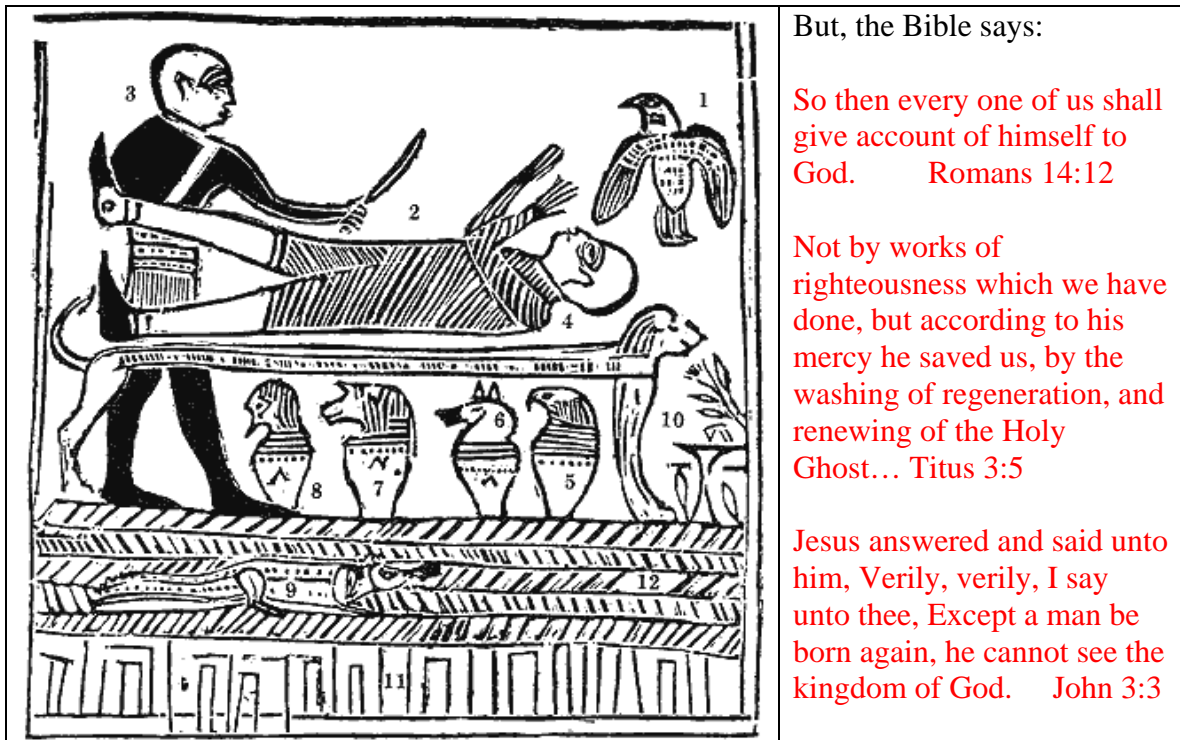 3
1
2
4
6
10
8
7
5
9
12
11
But, the Bible says:
So then every one of us shall
give account of himself to
God. Romans 14:12
Not by works of
righteousness which we have
done, but according to his
mercy he saved us, by the
washing of regeneration, and
renewing of the Holy
Ghost… Titus 3:5
Jesus answered and said unto
him, Verily, verily, I say
unto thee, Except a man be
born again, he cannot see the
kingdom of God. John 3:3